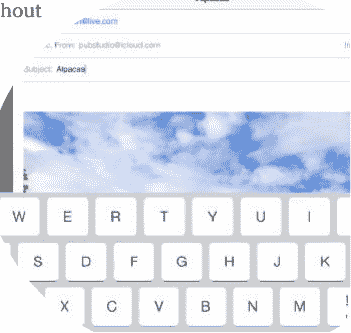 hout
@live.com
From: pubstudio@icloud.com
Subject: Alpacas
W E R T Y U I
S D F G H J K
X C V B N M !
,